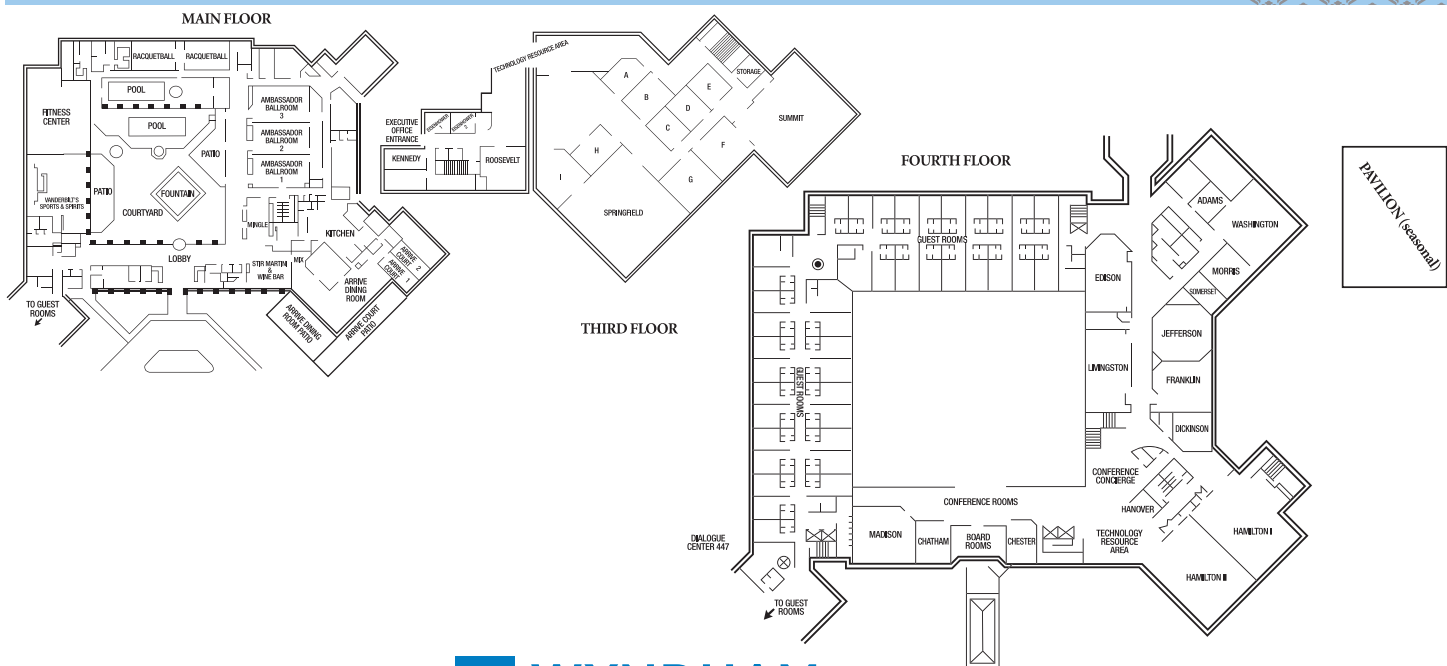 MAIN FLOOR
RACQUETBALL
RACQUETBALL
POOL
POOL
FITNESS
CENTER
AMBASSADOR
BALLROOM
3
AMBASSADOR
BALLROOM
2
AMBASSADOR
BALLROOM
1
PATIO
PATIO
FOUNTAIN
COURTYARD
VANDERBILT'S
SPORTS & SPIRITS
MINGLE
KITCHEN
LOBBY
STIR MARTINI
&
WINE BAR
MIX
ARRIVE
COURT 2
ARRIVE
COURT 1
ARRIVE
DINING
ROOM
ARRIVE DINING
ROOM PATIO
ARRIVE COURT
PATIO
TO GUEST
ROOMS
THIRD FLOOR
TECHNOLOGY RESOURCE AREA
EXECUTIVE
OFFICE
ENTRANCE
EISENHOWER
1
EISENHOWER
2
KENNEDY
ROOSEVELT
A
B
C
D
E
F
G
H
I
STORAGE
SUMMIT
SPRINGFIELD
FOURTH FLOOR
GUEST ROOMS
GUEST ROOMS
EDISON
LIVINGSTON
ADAMS
WASHINGTON
MORRIS
SOMERSET
JEFFERSON
FRANKLIN
DICKINSON
CONFERENCE
CONCIERGE
CONFERENCE ROOMS
HANOVER
MADISON
CHATHAM
BOARD
ROOMS
CHESTER
TECHNOLOGY
RESOURCE
AREA
HAMILTON I
HAMILTON II
DIALOGUE
CENTER 447
TO GUEST
ROOMS
PAVILION (seasonal)
WYNDHAM